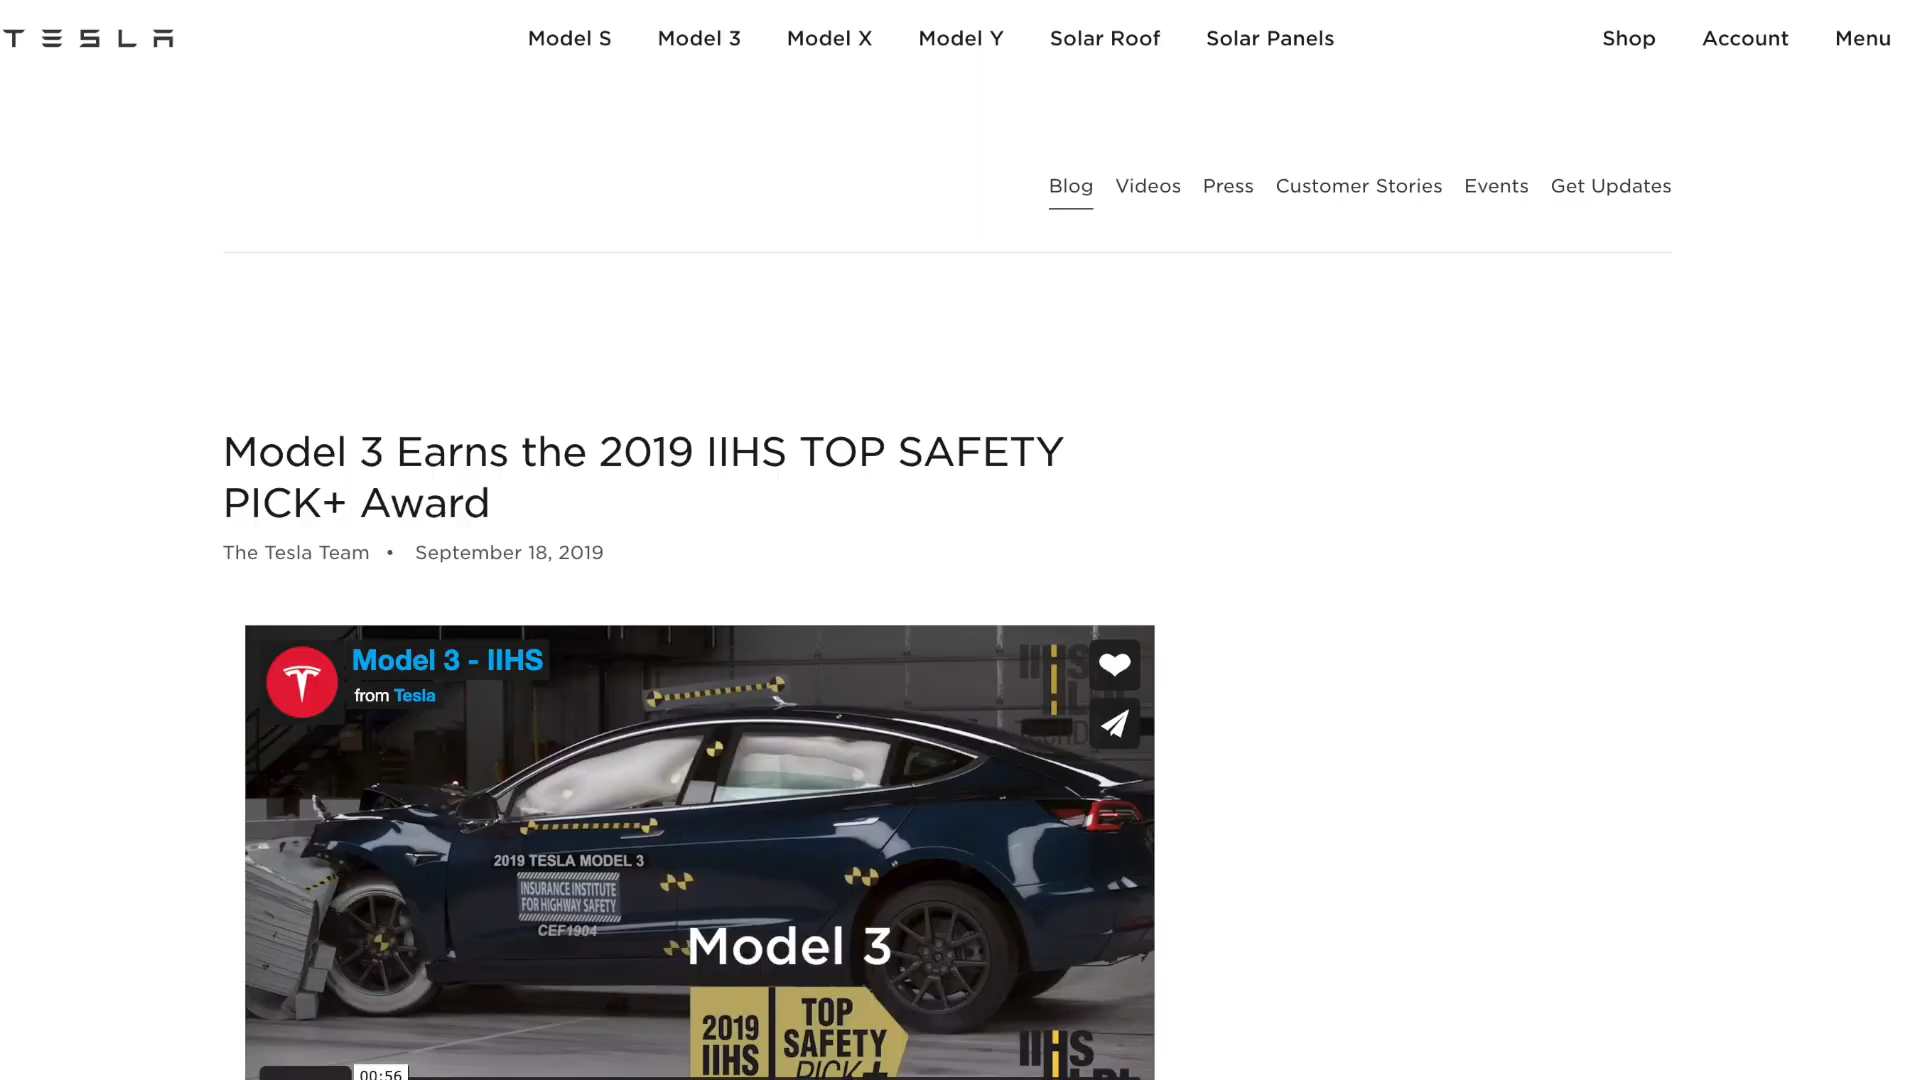 TESLA
Model S
Model 3
Model X
Model Y
Solar Roof
Solar Panels
Shop
Account
Menu
Blog
Videos
Press
Customer Stories
Events
Get Updates
Model 3 Earns the 2019 IIHS TOP SAFETY
PICK+ Award
The Tesla Team • September 18, 2019
Model 3 - IIHS
from Tesla
IIHS
2019 TESLA MODEL 3
INSURANCE INSTITUTE
FOR HIGHWAY SAFETY
CEF1904
Model 3
2019
IIHS
TOP
SAFETY
PICK+
IIHS
HLDI
00:56